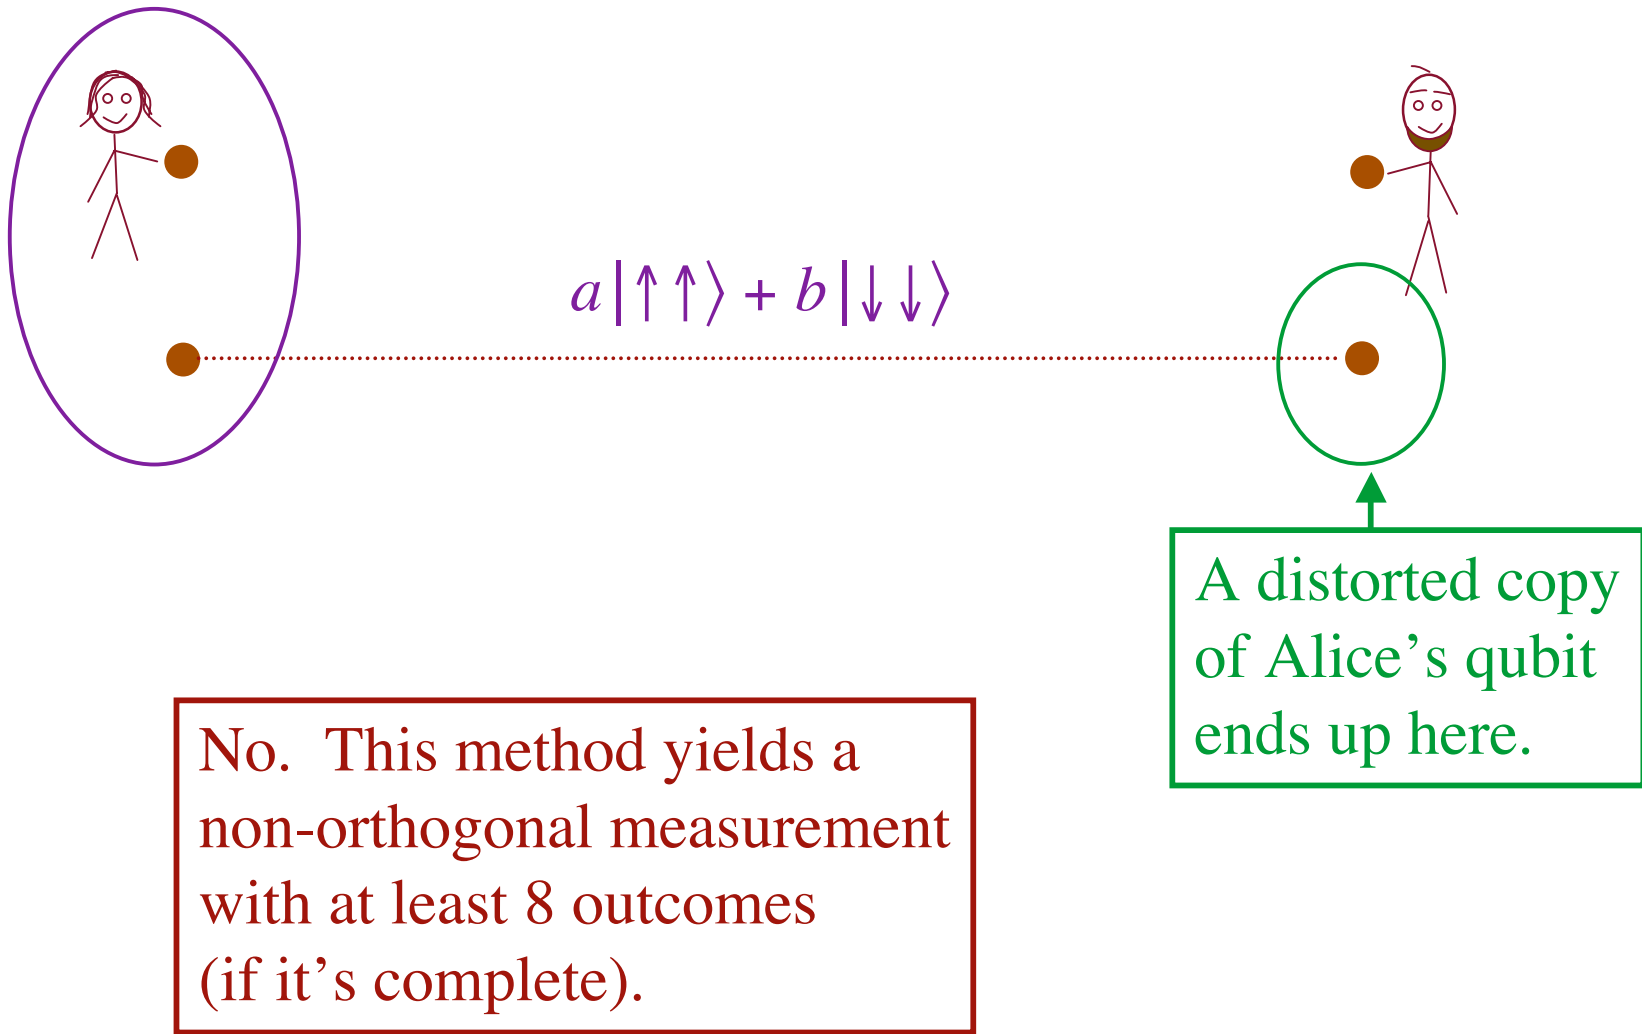 a|↑↑⟩ + b|↓↓⟩
A distorted copy
of Alice’s qubit
ends up here.
No.  This method yields a
non-orthogonal measurement
with at least 8 outcomes
(if it’s complete).